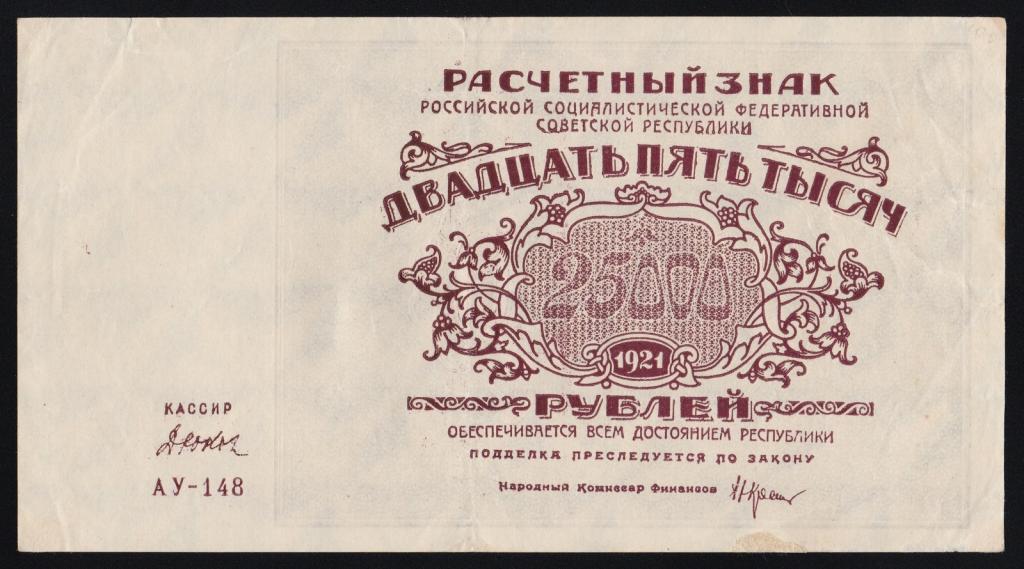 РАСЧЕТНЫЙ ЗНАК
РОССИЙСКОЙ СОЦИАЛИСТИЧЕСКОЙ ФЕДЕРАТИВНОЙ
СОВЕТСКОЙ РЕСПУБЛИКИ
ДВАДЦАТЬ ПЯТЬ ТЫСЯЧ
25000
1921
РУБЛЕЙ
ОБЕСПЕЧИВАЕТСЯ ВСЕМ ДОСТОЯНИЕМ РЕСПУБЛИКИ
ПОДДЕЛКА ПРЕСЛЕДУЕТСЯ ПО ЗАКОНУ
Народный Комиссар Финансов
КАССИР
АУ-148